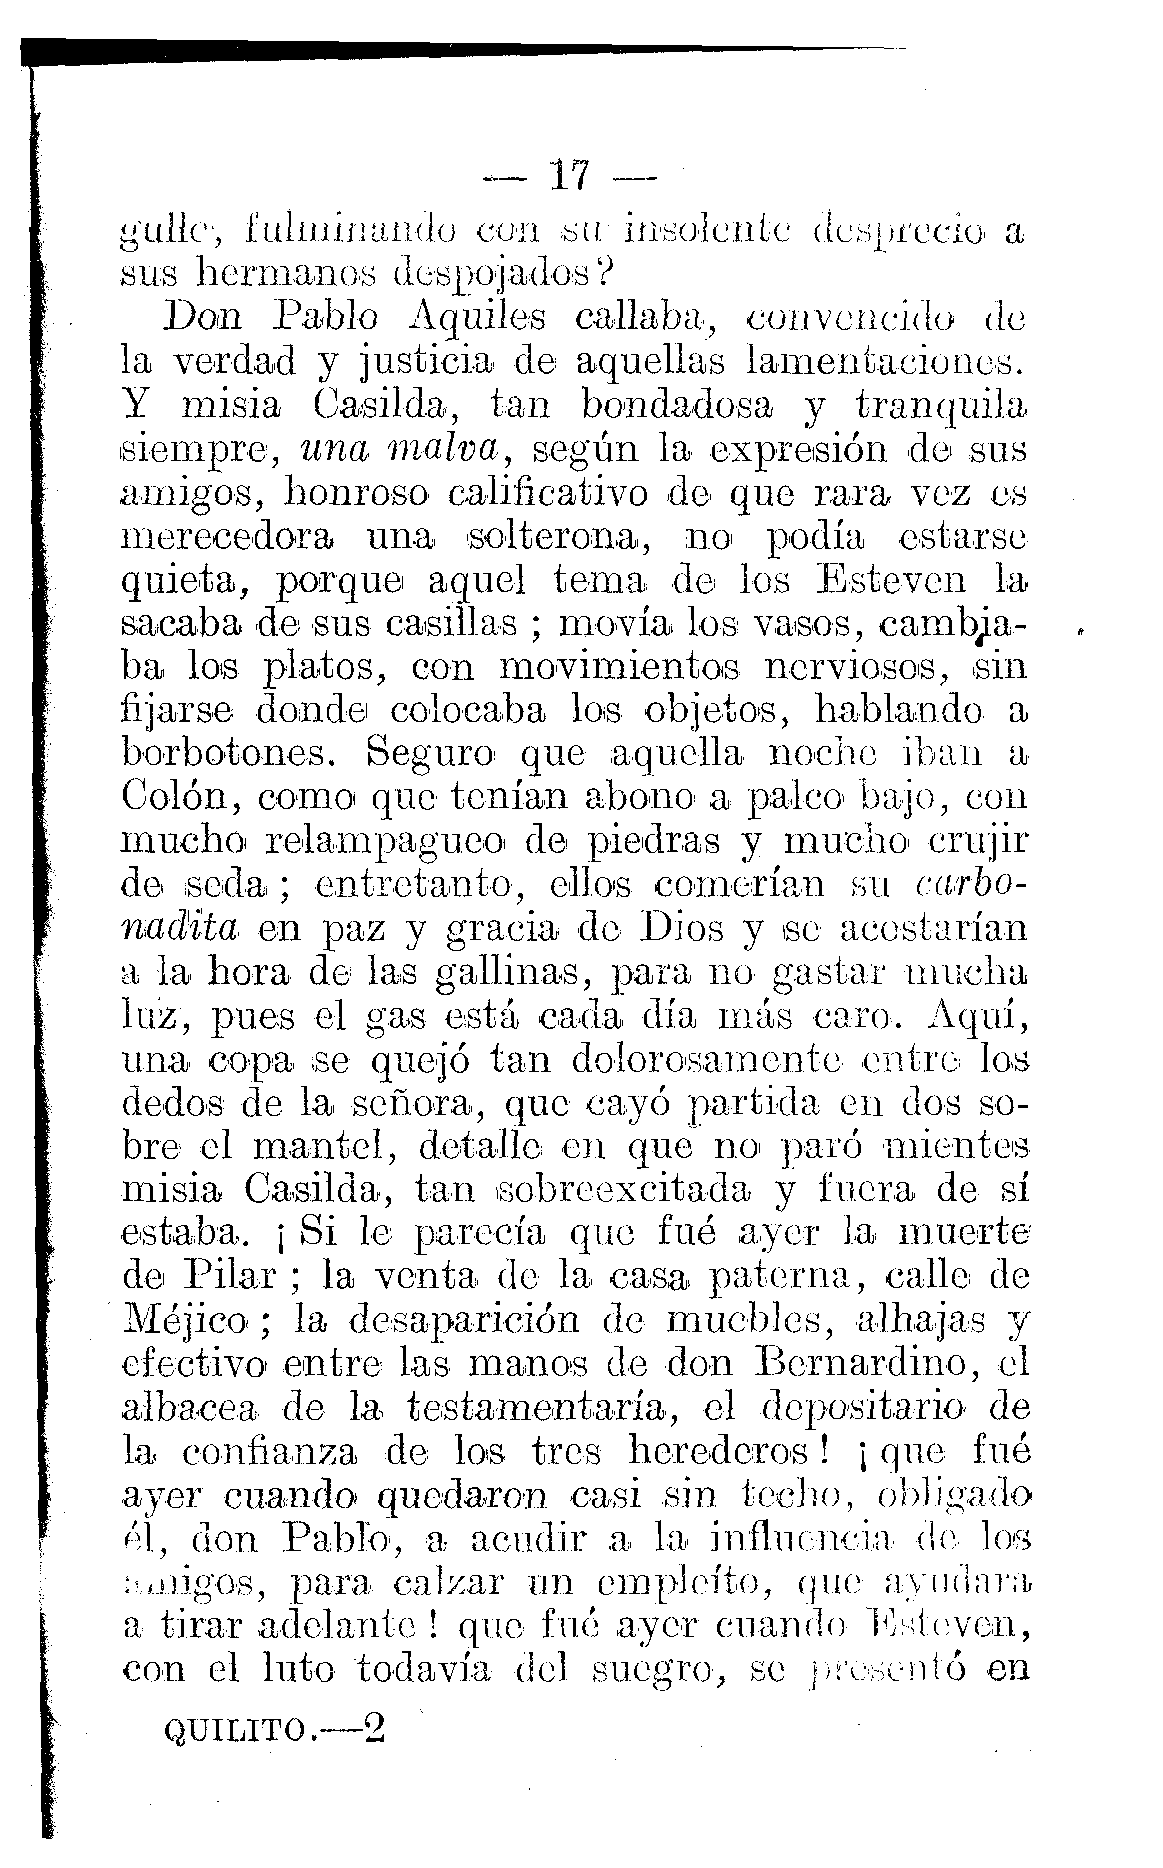 — 17 —
gulle, fulminando con su insolente desprecio a
sus hermanos despojados?
Don Pablo Aquiles callaba, convencido de
la verdad y justicia de aquellas lamentaciones.
Y misia Casilda, tan bondadosa y tranquila
siempre, una malva, según la expresión de sus
amigos, honroso calificativo de que rara vez es
merecedora una solterona, no podía estarse
quieta, porque aquel tema de los Esteven la
sacaba de sus casillas ; movía los vasos, cambia-
ba los platos, con movimientos nerviosos, sin
fijarse donde colocaba los objetos, hablando a
borbotones. Seguro que aquella noche iban a
Colón, como que tenían abono a palco bajo, con
mucho relampagueo de piedras y mucho crujir
de seda ; entretanto, ellos comerían su carbo-
nadita en paz y gracia de Dios y se acostarían
a la hora de las gallinas, para no gastar mucha
luz, pues el gas está cada día más caro. Aquí,
una copa se quejó tan dolorosamente entre los
dedos de la señora, que cayó partida en dos so-
bre el mantel, detalle en que no paró mientes
misia Casilda, tan sobreexcitada y fuera de sí
estaba. ¡ Si le parecía que fué ayer la muerte
de Pilar ; la venta de la casa paterna, calle de
Méjico ; la desaparición de muebles, alhajas y
efectivo entre las manos de don Bernardino, el
albacea de la testamentaría, el depositario de
la confianza de los tres herederos ! ¡ que fué
ayer cuando quedaron casi sin techo, obligado
él, don Pablo, a acudir a la influencia de los
amigos, para calzar un empleíto, que ayudara
a tirar adelante ! que fué ayer cuando Esteven,
con el luto todavía del suegro, se presentó en
QUILITO.—2